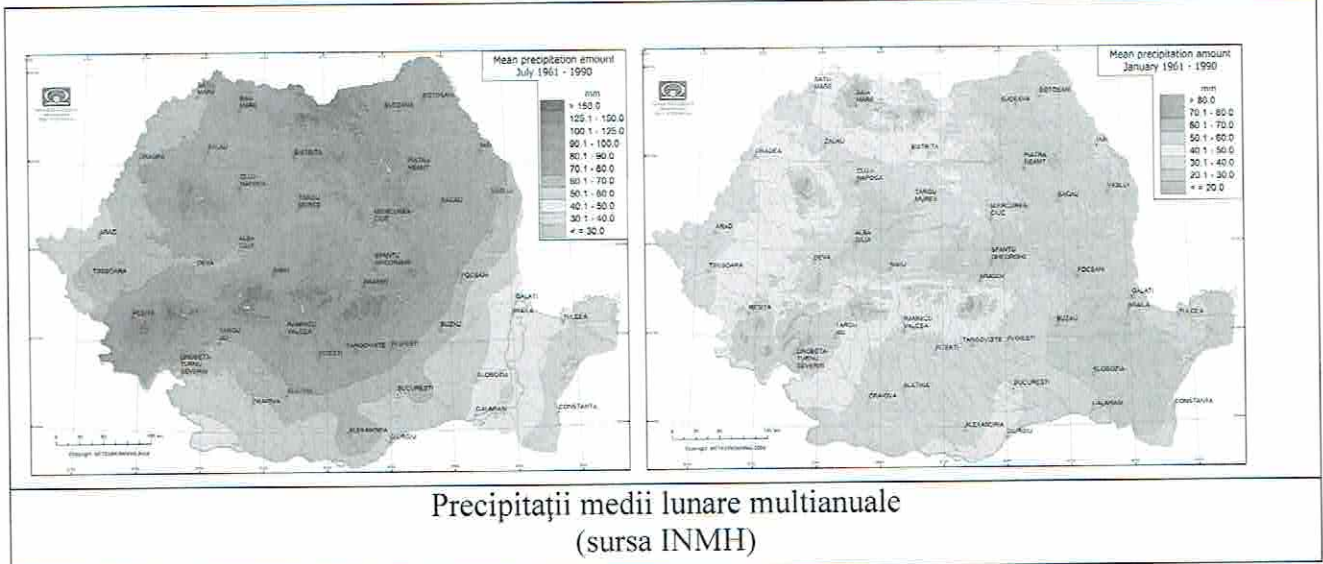 Mean precipitation amount
July 1961 - 1990
mm
> 150.0
125.1 - 150.0
100.1 - 125.0
90.1 - 100.0
80.1 - 90.0
70.1 - 80.0
60.1 - 70.0
50.1 - 60.0
40.1 - 50.0
30.1 - 40.0
< = 30.0
SATU
MARE
BAIA
MARE
SUCEAVA
BOTOSANI
ORADEA
ZALAU
BISTRITA
PIATRA
NEAMT
CLUJ
NAPOCA
TARGU
MURES
VASLUI
BACAU
MIERCUREA
CIUC
ARAD
ALBA
IULIA
TIMISOARA
DEVA
SIBIU
SFANTU
GHEORGHE
BRASOV
FOCSANI
GALATI
BRAILA
TULCEA
RESITA
TARGU
JIU
RAMNICU
VALCEA
BUZAU
PITESTI
TARGOVISTE
PLOIESTI
DROBETA-
TURNU
SEVERIN
SLOBOZIA
SLATINA
CRAIOVA
BUCURESTI
CALARASI
CONSTANTA
ALEXANDRIA
GIURGIU
Mean precipitation amount
January 1961 - 1990
mm
> 80.0
70.1 - 80.0
60.1 - 70.0
50.1 - 60.0
40.1 - 50.0
30.1 - 40.0
20.1 - 30.0
< = 20.0
SATU
MARE
BAIA
MARE
SUCEAVA
BOTOSANI
ORADEA
ZALAU
BISTRITA
PIATRA
NEAMT
CLUJ
NAPOCA
TARGU
MURES
BACAU
VASLUI
MIERCUREA
CIUC
ARAD
ALBA
IULIA
TIMISOARA
DEVA
SIBIU
SFANTU
GHEORGHE
BRASOV
FOCSANI
GALATI
BRAILA
TULCEA
RESITA
TARGU
JIU
RAMNICU
VALCEA
BUZAU
PITESTI
TARGOVISTE
PLOIESTI
DROBETA-
TURNU
SEVERIN
SLOBOZIA
SLATINA
CRAIOVA
BUCURESTI
CALARASI
CONSTANTA
ALEXANDRIA
GIURGIU
Precipitaţii medii lunare multianuale
(sursa INMH)